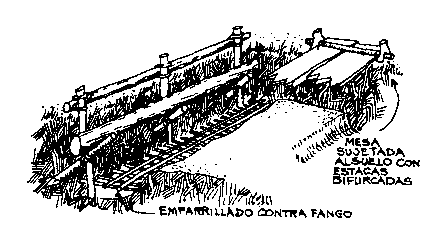 MESA
SUJETADA
AL SUELO CON
ESTACAS
BIFURCADAS
EMPARRILLADO CONTRA FANGO